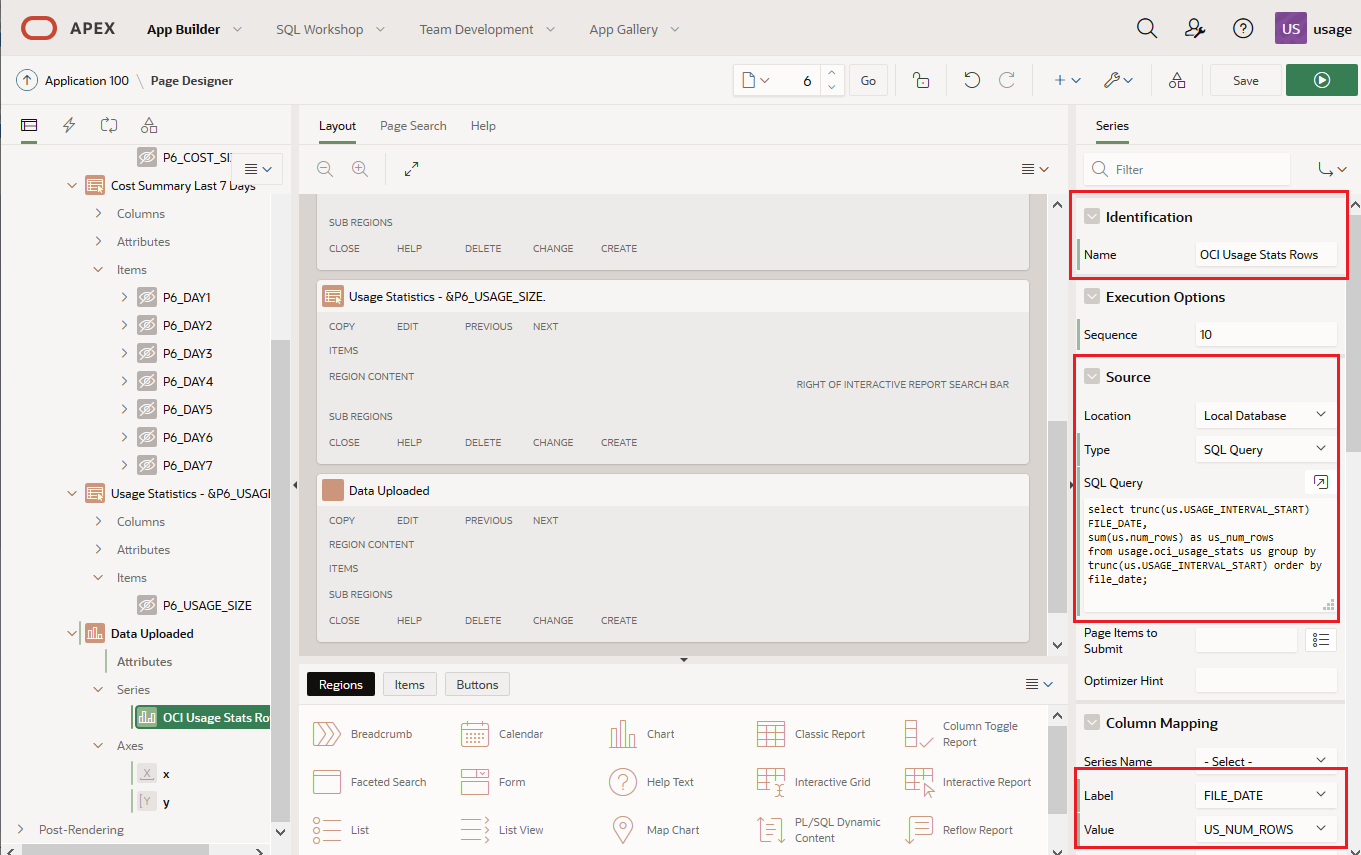 APEX
App Builder
SQL Workshop
Team Development
App Gallery
US
usage
Application 100
Page Designer
6
Go
Save
P6_COST_SI
Cost Summary Last 7 Days
Columns
Attributes
Items
P6_DAY1
P6_DAY2
P6_DAY3
P6_DAY4
P6_DAY5
P6_DAY6
P6_DAY7
Usage Statistics - &P6_USAGI
Columns
Attributes
Items
P6_USAGE_SIZE
Data Uploaded
Attributes
Series
OCI Usage Stats Ro
Axes
X x
Y y
Post-Rendering
Layout
Page Search
Help
SUB REGIONS
CLOSE HELP DELETE CHANGE CREATE
Usage Statistics - &P6_USAGE_SIZE.
COPY EDIT PREVIOUS NEXT
ITEMS
REGION CONTENT
RIGHT OF INTERACTIVE REPORT SEARCH BAR
SUB REGIONS
CLOSE HELP DELETE CHANGE CREATE
Data Uploaded
COPY EDIT PREVIOUS NEXT
REGION CONTENT
ITEMS
SUB REGIONS
CLOSE HELP DELETE CHANGE CREATE
Regions
Items
Buttons
Breadcrumb
Calendar
Chart
Classic Report
Column Toggle
Report
Faceted Search
Form
Help Text
Interactive Grid
Interactive Report
List
List View
Map Chart
PL/SQL Dynamic
Content
Reflow Report
Series
Filter
Identification
Name OCI Usage Stats Rows
Execution Options
Sequence 10
Source
Location Local Database
Type SQL Query
SQL Query
select trunc(us.USAGE_INTERVAL_START)
FILE_DATE,
sum(us.num_rows) as us_num_rows
from usage.oci_usage_stats us group by
trunc(us.USAGE_INTERVAL_START) order by
file_date;
Page Items to
Submit
Optimizer Hint
Column Mapping
Series Name - Select -
Label FILE_DATE
Value US_NUM_ROWS